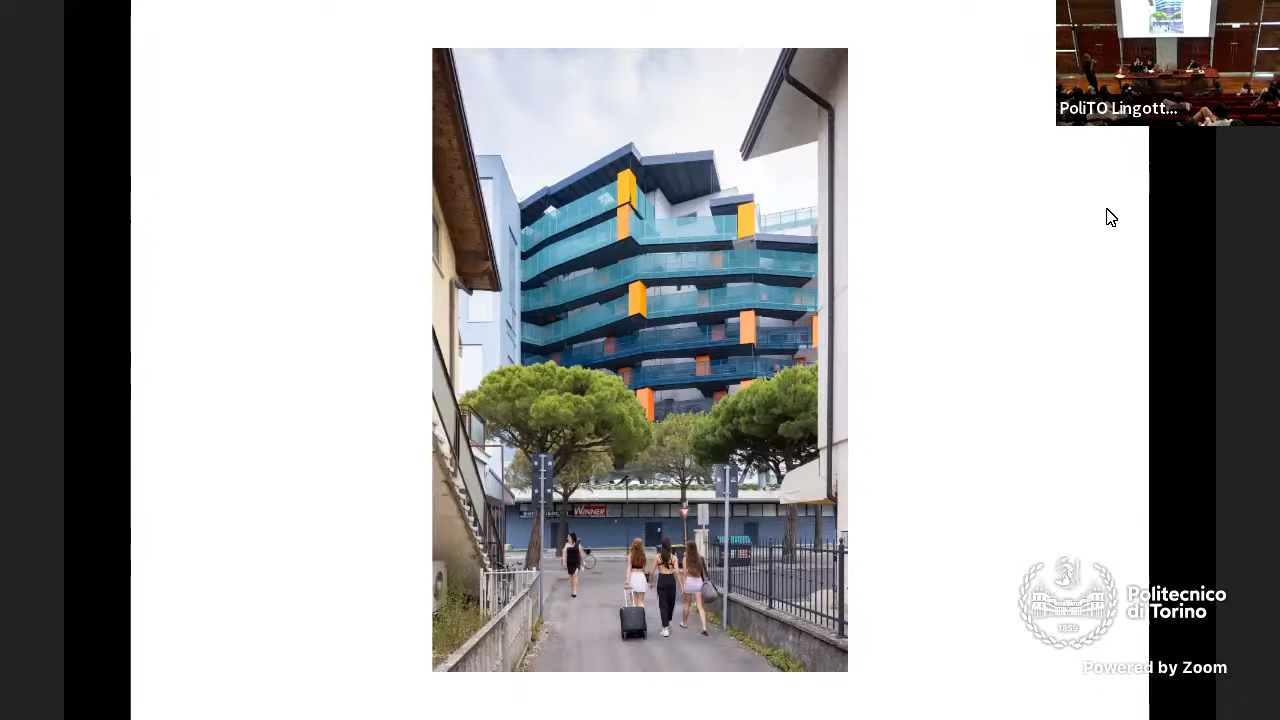 PoliTO Lingott...
WINNER
Politecnico
di Torino
1859
Powered by Zoom